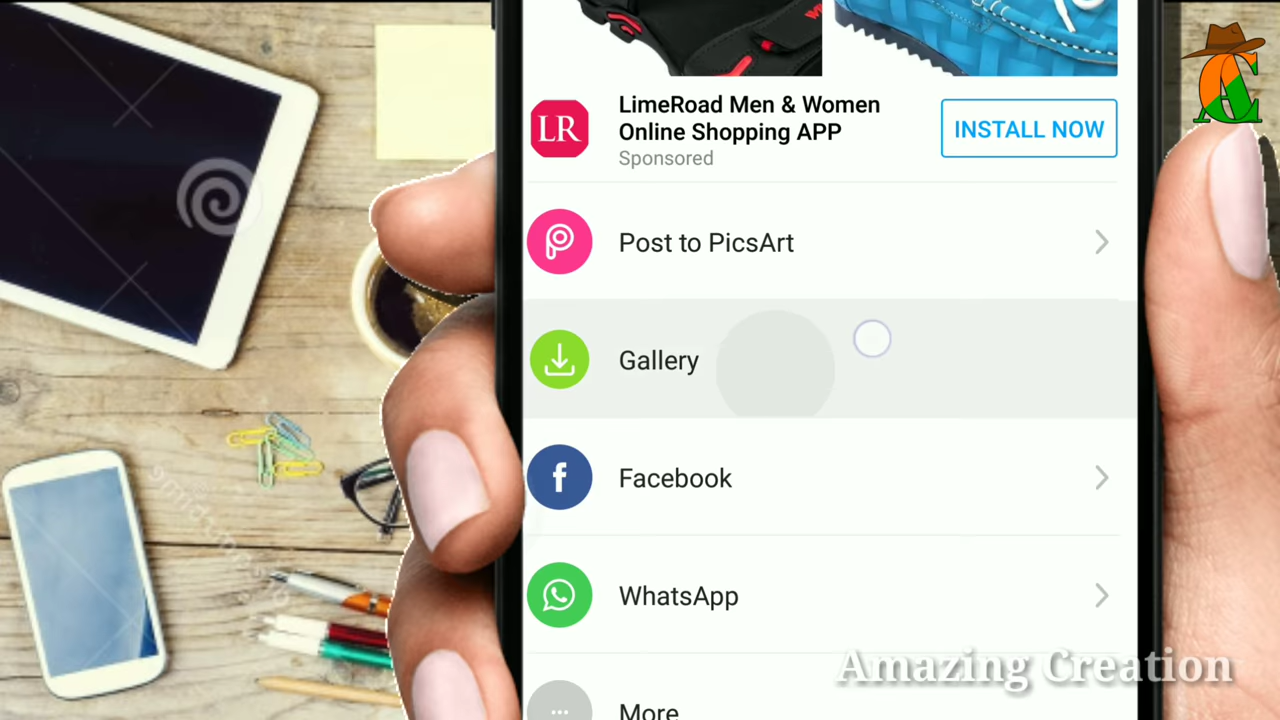 LimeRoad Men & Women
Online Shopping APP
Sponsored
LR
INSTALL NOW
Post to PicsArt
Gallery
Facebook
WhatsApp
More
Amazing Creation